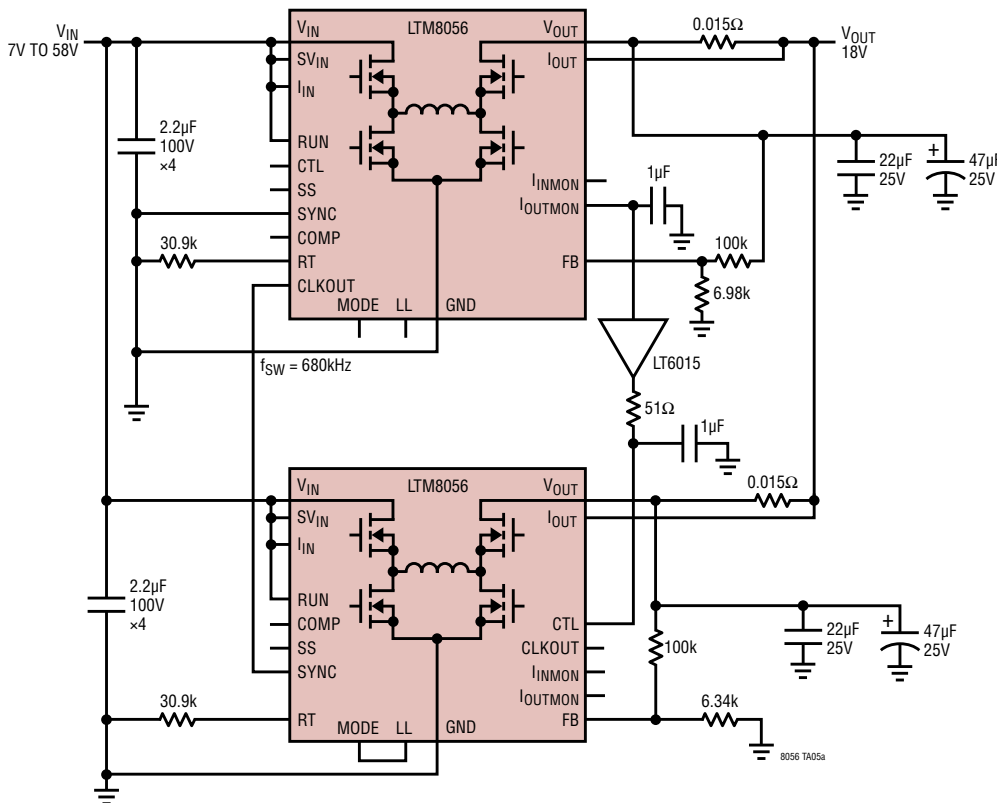 VIN
7V TO 58V
2.2µF
100V
×4
30.9k
VIN
SVIN
IIN
RUN
CTL
SS
SYNC
COMP
RT
CLKOUT
LTM8056
MODE
LL
GND
VOUT
IOUT
IINMON
IOUTMON
FB
0.015Ω
VOUT
18V
1µF
100k
6.98k
22µF
25V
+
47µF
25V
fSW = 680kHz
LT6015
51Ω
1µF
2.2µF
100V
×4
30.9k
VIN
SVIN
IIN
RUN
COMP
SS
SYNC
RT
LTM8056
MODE
LL
GND
VOUT
IOUT
CTL
CLKOUT
IINMON
IOUTMON
FB
0.015Ω
100k
6.34k
22µF
25V
+
47µF
25V
8056 TA05a